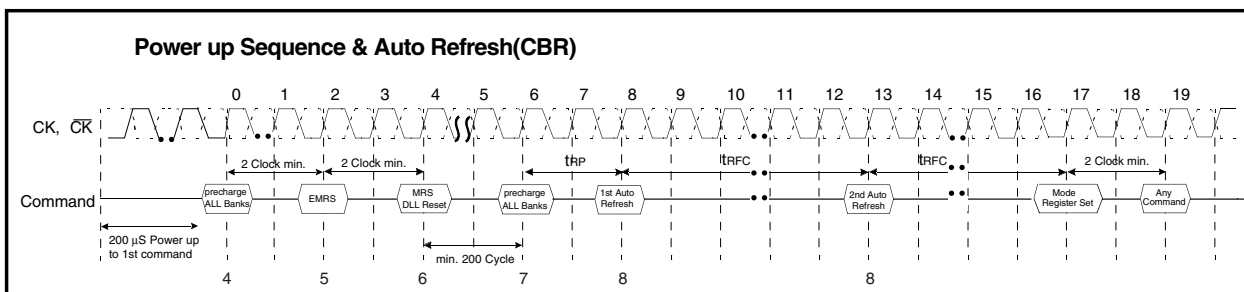 Power up Sequence & Auto Refresh(CBR)
0 1 2 3 4 5 6 7 8 9 10 11 12 13 14 15 16 17 18 19
CK, C̅K̅
2 Clock min. 2 Clock min. tRP tRFC tRFC 2 Clock min.
Command
precharge
ALL Banks
EMRS
MRS
DLL Reset
precharge
ALL Banks
1st Auto
Refresh
2nd Auto
Refresh
Mode
Register Set
Any
Command
200 μS Power up
to 1st command
min. 200 Cycle
4 5 6 7 8 8